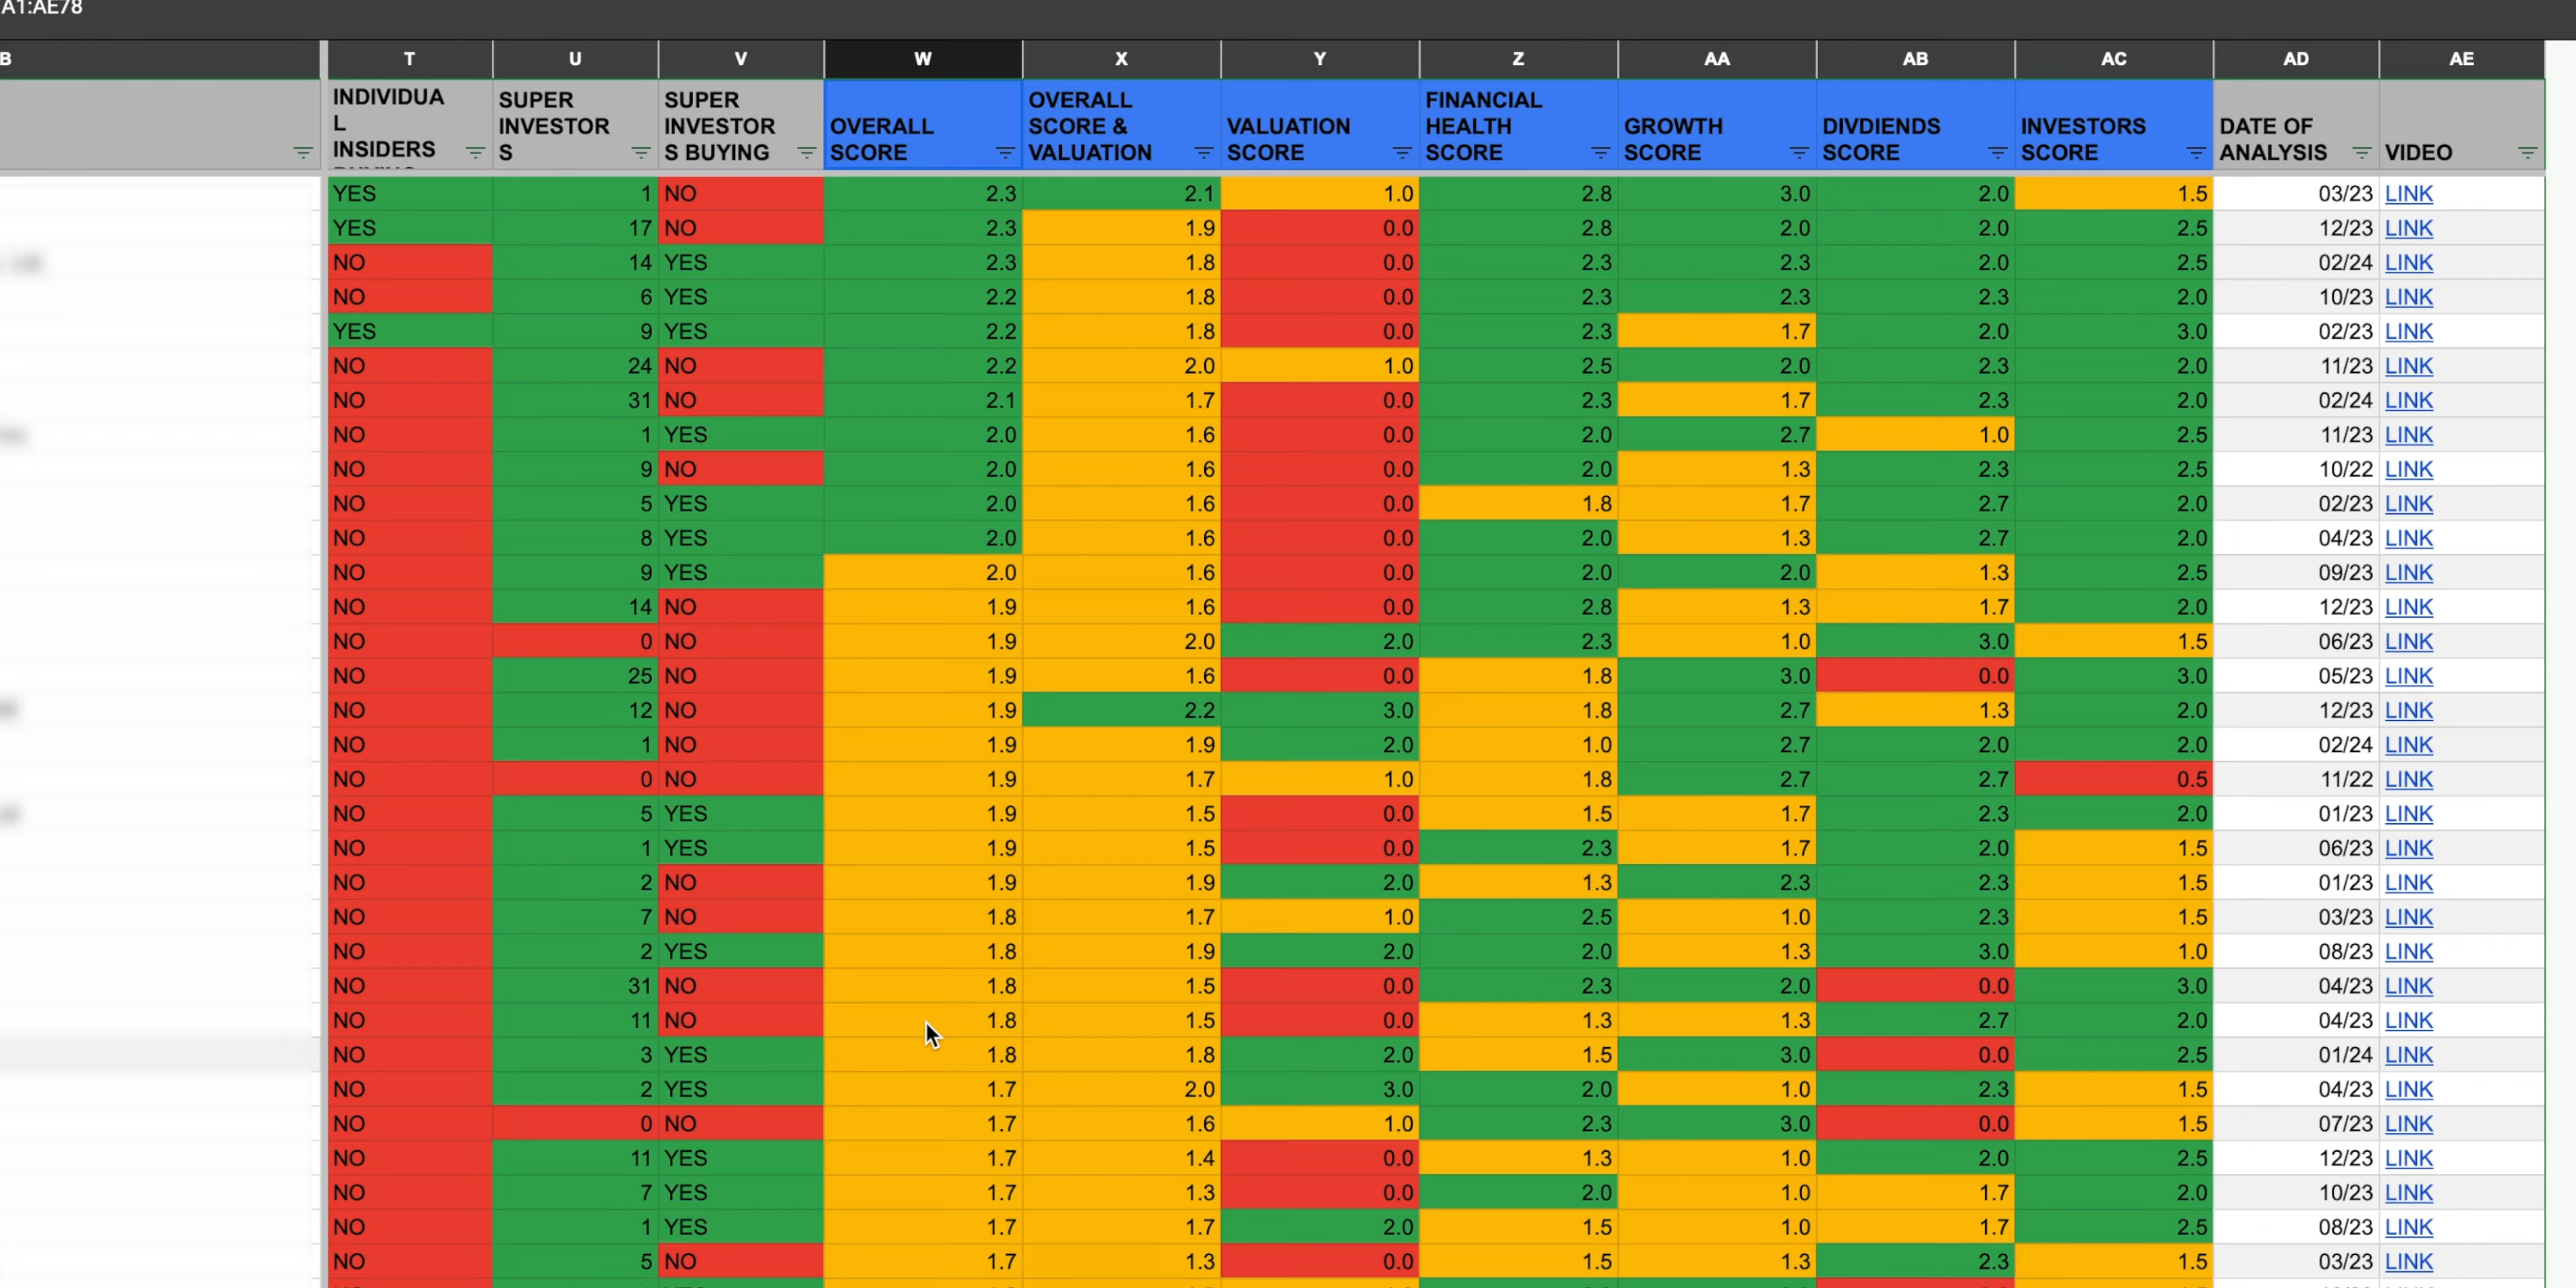 A1:AE78
B T U V W X Y Z AA AB AC AD AE
INDIVIDUA
L
INSIDERS
SUPER
INVESTOR
S
SUPER
INVESTOR
S BUYING
OVERALL
SCORE
OVERALL
SCORE &
VALUATION
VALUATION
SCORE
FINANCIAL
HEALTH
SCORE
GROWTH
SCORE
DIVDIENDS
SCORE
INVESTORS
SCORE
DATE OF
ANALYSIS
VIDEO
YES 1 NO 2.3 2.1 1.0 2.8 3.0 2.0 1.5 03/23 LINK
YES 17 NO 2.3 1.9 0.0 2.8 2.0 2.0 2.5 12/23 LINK
NO 14 YES 2.3 1.8 0.0 2.3 2.3 2.0 2.5 02/24 LINK
NO 6 YES 2.2 1.8 0.0 2.3 2.3 2.3 2.0 10/23 LINK
YES 9 YES 2.2 1.8 0.0 2.3 1.7 2.0 3.0 02/23 LINK
NO 24 NO 2.2 2.0 1.0 2.5 2.0 2.3 2.0 11/23 LINK
NO 31 NO 2.1 1.7 0.0 2.3 1.7 2.3 2.0 02/24 LINK
NO 1 YES 2.0 1.6 0.0 2.0 2.7 1.0 2.5 11/23 LINK
NO 9 NO 2.0 1.6 0.0 2.0 1.3 2.3 2.5 10/22 LINK
NO 5 YES 2.0 1.6 0.0 1.8 1.7 2.7 2.0 02/23 LINK
NO 8 YES 2.0 1.6 0.0 2.0 1.3 2.7 2.0 04/23 LINK
NO 9 YES 2.0 1.6 0.0 2.0 2.0 1.3 2.5 09/23 LINK
NO 14 NO 1.9 1.6 0.0 2.8 1.3 1.7 2.0 12/23 LINK
NO 0 NO 1.9 2.0 2.0 2.3 1.0 3.0 1.5 06/23 LINK
NO 25 NO 1.9 1.6 0.0 1.8 3.0 0.0 3.0 05/23 LINK
NO 12 NO 1.9 2.2 3.0 1.8 2.7 1.3 2.0 12/23 LINK
NO 1 NO 1.9 1.9 2.0 1.0 2.7 2.0 2.0 02/24 LINK
NO 0 NO 1.9 1.7 1.0 1.8 2.7 2.7 0.5 11/22 LINK
NO 5 YES 1.9 1.5 0.0 1.5 1.7 2.3 2.0 01/23 LINK
NO 1 YES 1.9 1.5 0.0 2.3 1.7 2.0 1.5 06/23 LINK
NO 2 NO 1.9 1.9 2.0 1.3 2.3 2.3 1.5 01/23 LINK
NO 7 NO 1.8 1.7 1.0 2.5 1.0 2.3 1.5 03/23 LINK
NO 2 YES 1.8 1.9 2.0 2.0 1.3 3.0 1.0 08/23 LINK
NO 31 NO 1.8 1.5 0.0 2.3 2.0 0.0 3.0 04/23 LINK
NO 11 NO 1.8 1.5 0.0 1.3 1.3 2.7 2.0 04/23 LINK
NO 3 YES 1.8 1.8 2.0 1.5 3.0 0.0 2.5 01/24 LINK
NO 2 YES 1.7 2.0 3.0 2.0 1.0 2.3 1.5 04/23 LINK
NO 0 NO 1.7 1.6 1.0 2.3 3.0 0.0 1.5 07/23 LINK
NO 11 YES 1.7 1.4 0.0 1.3 1.0 2.0 2.5 12/23 LINK
NO 7 YES 1.7 1.3 0.0 2.0 1.0 1.7 2.0 10/23 LINK
NO 1 YES 1.7 1.7 2.0 1.5 1.0 1.7 2.5 08/23 LINK
NO 5 NO 1.7 1.3 0.0 1.5 1.3 2.3 1.5 03/23 LINK